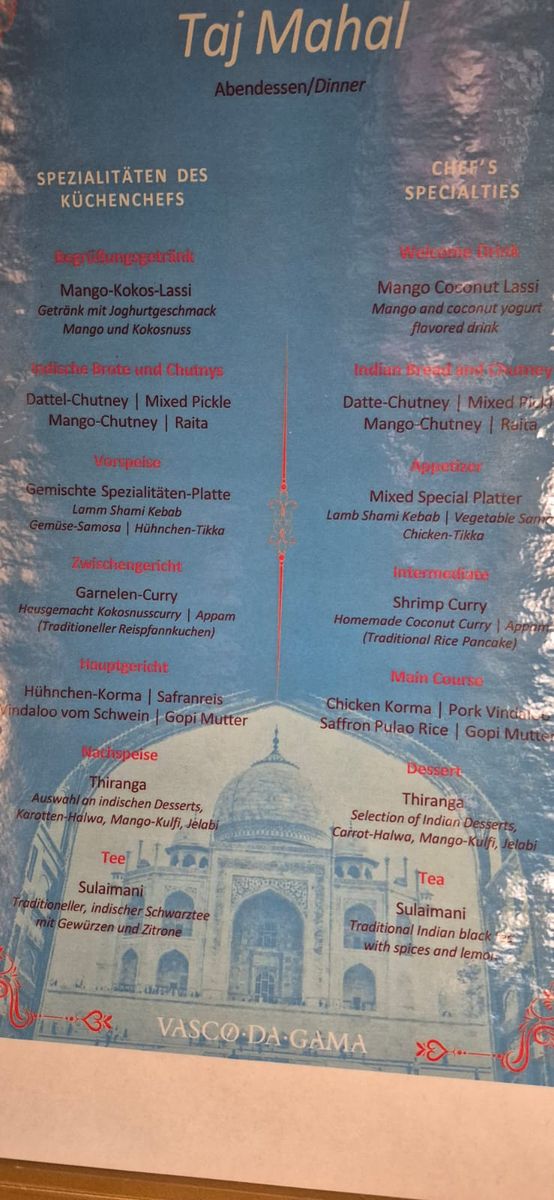 Taj Mahal
Abendessen/Dinner
SPEZIALITÄTEN DES
KÜCHENCHEFS
Begrüßungsgetränk
Mango-Kokos-Lassi
Getränk mit Joghurtgeschmack
Mango und Kokosnuss
Indische Brote und Chutnys
Dattel-Chutney | Mixed Pickle
Mango-Chutney | Raita
Vorspeise
Gemischte Spezialitäten-Platte
Lamm Shami Kebab
Gemüse-Samosa | Hühnchen-Tikka
Zwischengericht
Garnelen-Curry
Hausgemacht Kokosnusscurry | Appam
(Traditioneller Reispfannkuchen)
Hauptgericht
Hühnchen-Korma | Safranreis
Vindaloo vom Schwein | Gopi Mutter
Nachspeise
Thiranga
Auswahl an indischen Desserts,
Karotten-Halwa, Mango-Kulfi, Jelabi
Tee
Sulaimani
Traditioneller, indischer Schwarztee
mit Gewürzen und Zitrone
CHEF'S
SPECIALTIES
Welcome Drink
Mango Coconut Lassi
Mango and coconut yogurt
flavored drink
Indian Bread and Chutney
Datte-Chutney | Mixed Pickl
Mango-Chutney | Raita
Appetizer
Mixed Special Platter
Lamb Shami Kebab | Vegetable Sam
Chicken-Tikka
Intermediate
Shrimp Curry
Homemade Coconut Curry | Appam
(Traditional Rice Pancake)
Main Course
Chicken Korma | Pork Vindaloo
Saffron Pulao Rice | Gopi Mutter
Dessert
Thiranga
Selection of Indian Desserts,
Carrot-Halwa, Mango-Kulfi, Jelabi
Tea
Sulaimani
Traditional Indian black tea
with spices and lemon
VASCO·DA·GAMA